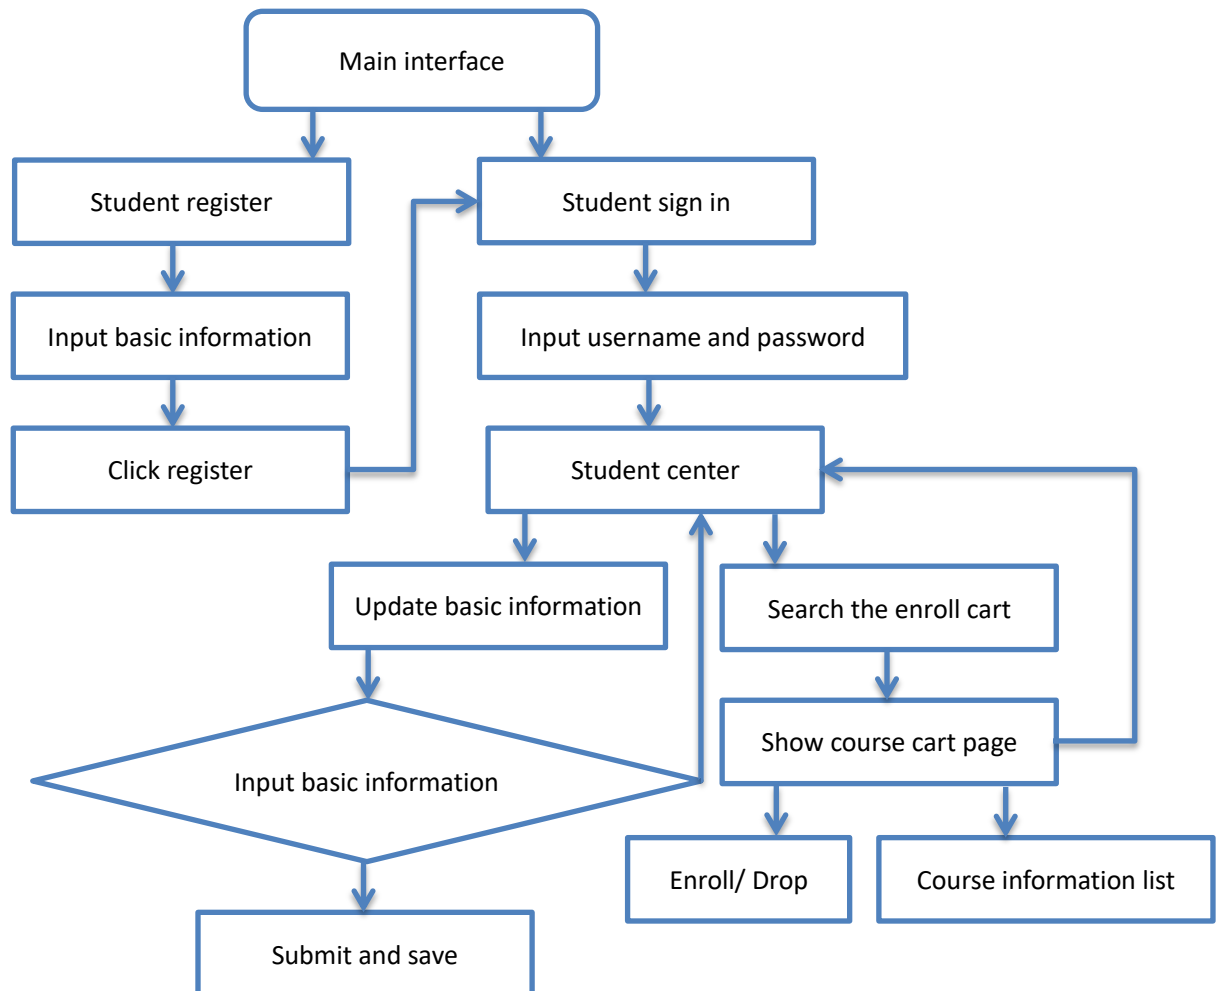 Main interface
Student register
Student sign in
Input basic information
Input username and password
Click register
Student center
Update basic information
Search the enroll cart
Show course cart page
Input basic information
Enroll/ Drop
Course information list
Submit and save